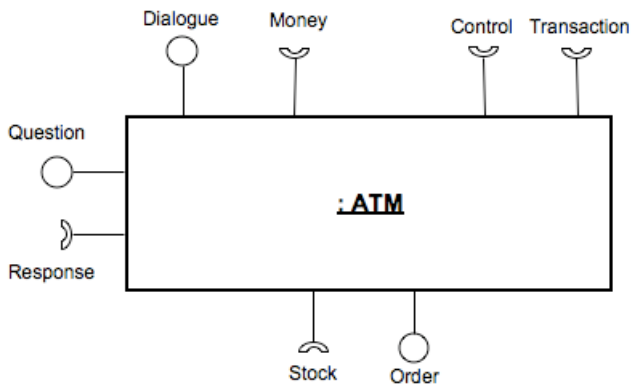 Dialogue
Money
Control
Transaction
Question
: ATM
Response
Stock
Order